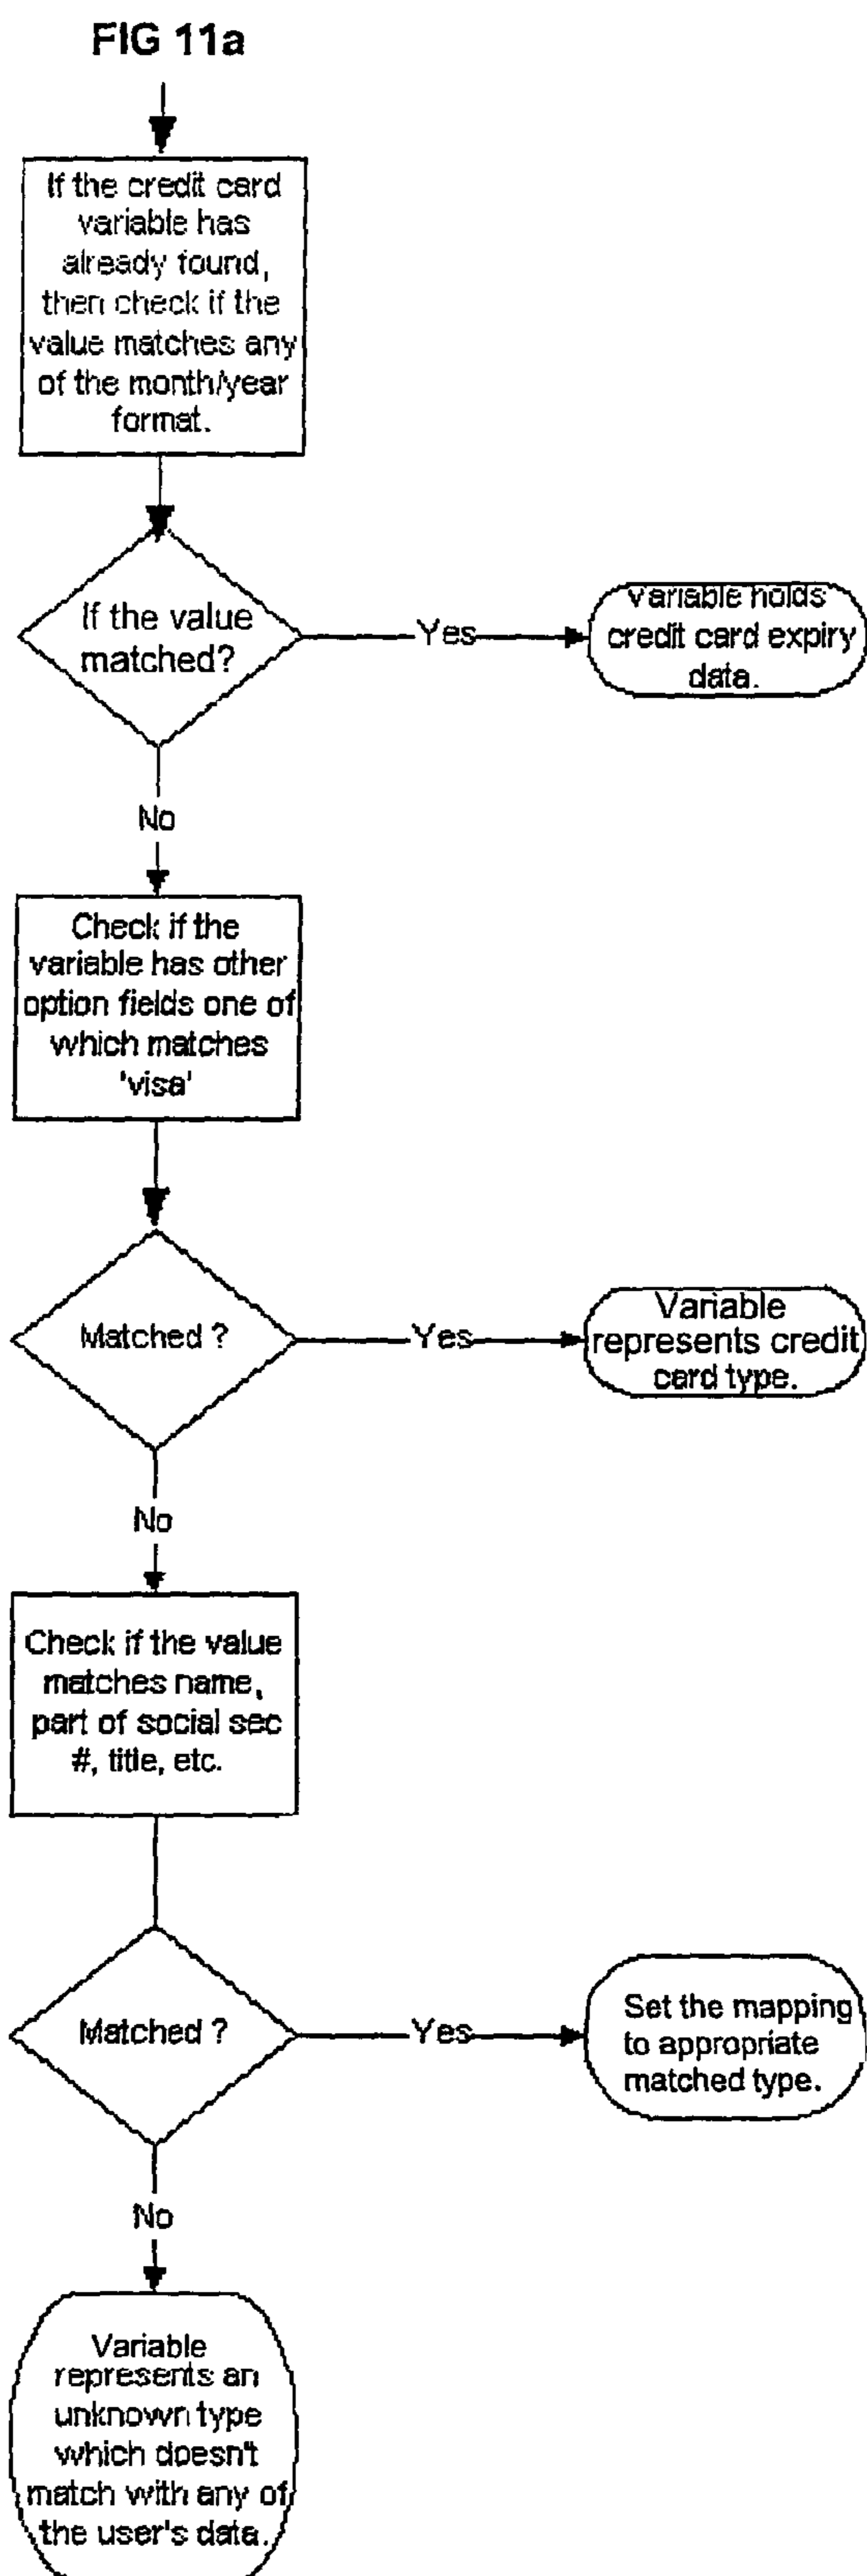 FIG 11a
If the credit card
variable has
already found,
then check if the
value matches any
of the month/year
format.
If the value
matched?
Yes
Variable holds
credit card expiry
data.
No
Check if the
variable has other
option fields one of
which matches
'visa'
Matched ?
Yes
Variable
represents credit
card type.
No
Check if the value
matches name,
part of social sec
#, title, etc.
Matched ?
Yes
Set the mapping
to appropriate
matched type.
No
Variable
represents an
unknown type
which doesn't
match with any of
the user's data.